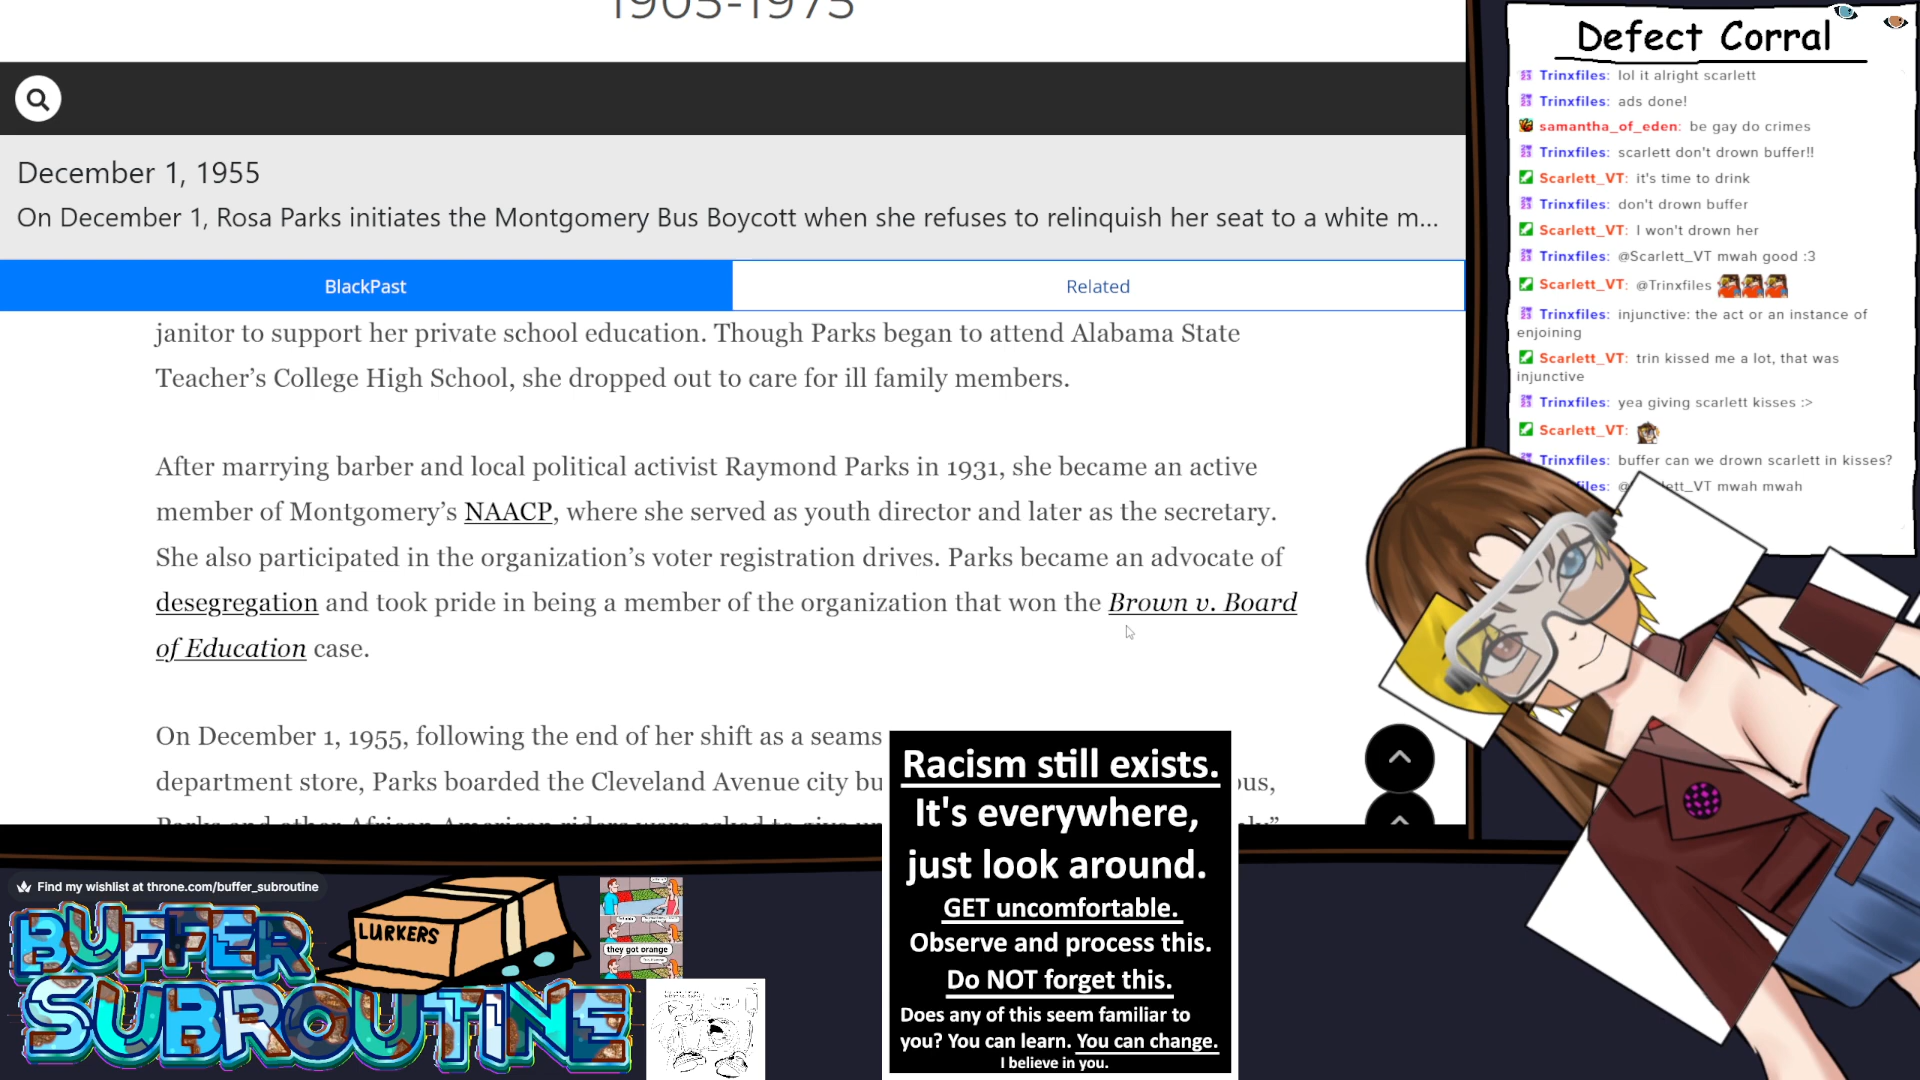 1905-1975
December 1, 1955
On December 1, Rosa Parks initiates the Montgomery Bus Boycott when she refuses to relinquish her seat to a white m...
BlackPast
Related
janitor to support her private school education. Though Parks began to attend Alabama State
Teacher’s College High School, she dropped out to care for ill family members.
After marrying barber and local political activist Raymond Parks in 1931, she became an active
member of Montgomery’s NAACP, where she served as youth director and later as the secretary.
She also participated in the organization’s voter registration drives. Parks became an advocate of
desegregation and took pride in being a member of the organization that won the Brown v. Board
of Education case.
On December 1, 1955, following the end of her shift as a seams
department store, Parks boarded the Cleveland Avenue city bu
Defect Corral
Trinxfiles: lol it alright scarlett
Trinxfiles: ads done!
samantha_of_eden: be gay do crimes
Trinxfiles: scarlett don't drown buffer!!
Scarlett_VT: it's time to drink
Trinxfiles: don't drown buffer
Scarlett_VT: I won't drown her
Trinxfiles: @Scarlett_VT mwah good :3
Scarlett_VT: @Trinxfiles
Trinxfiles: injunctive: the act or an instance of
enjoining
Scarlett_VT: trin kissed me a lot, that was
injunctive
Trinxfiles: yea giving scarlett kisses :>
Scarlett_VT:
Trinxfiles: buffer can we drown scarlett in kisses?
iles: @ ett_VT mwah mwah
Racism still exists.
It's everywhere,
just look around.
GET uncomfortable.
Observe and process this.
Do NOT forget this.
Does any of this seem familiar to
you? You can learn. You can change.
I believe in you.
Find my wishlist at throne.com/buffer_subroutine
BUFFER
SUBROUTINE
LURKERS
they got orange